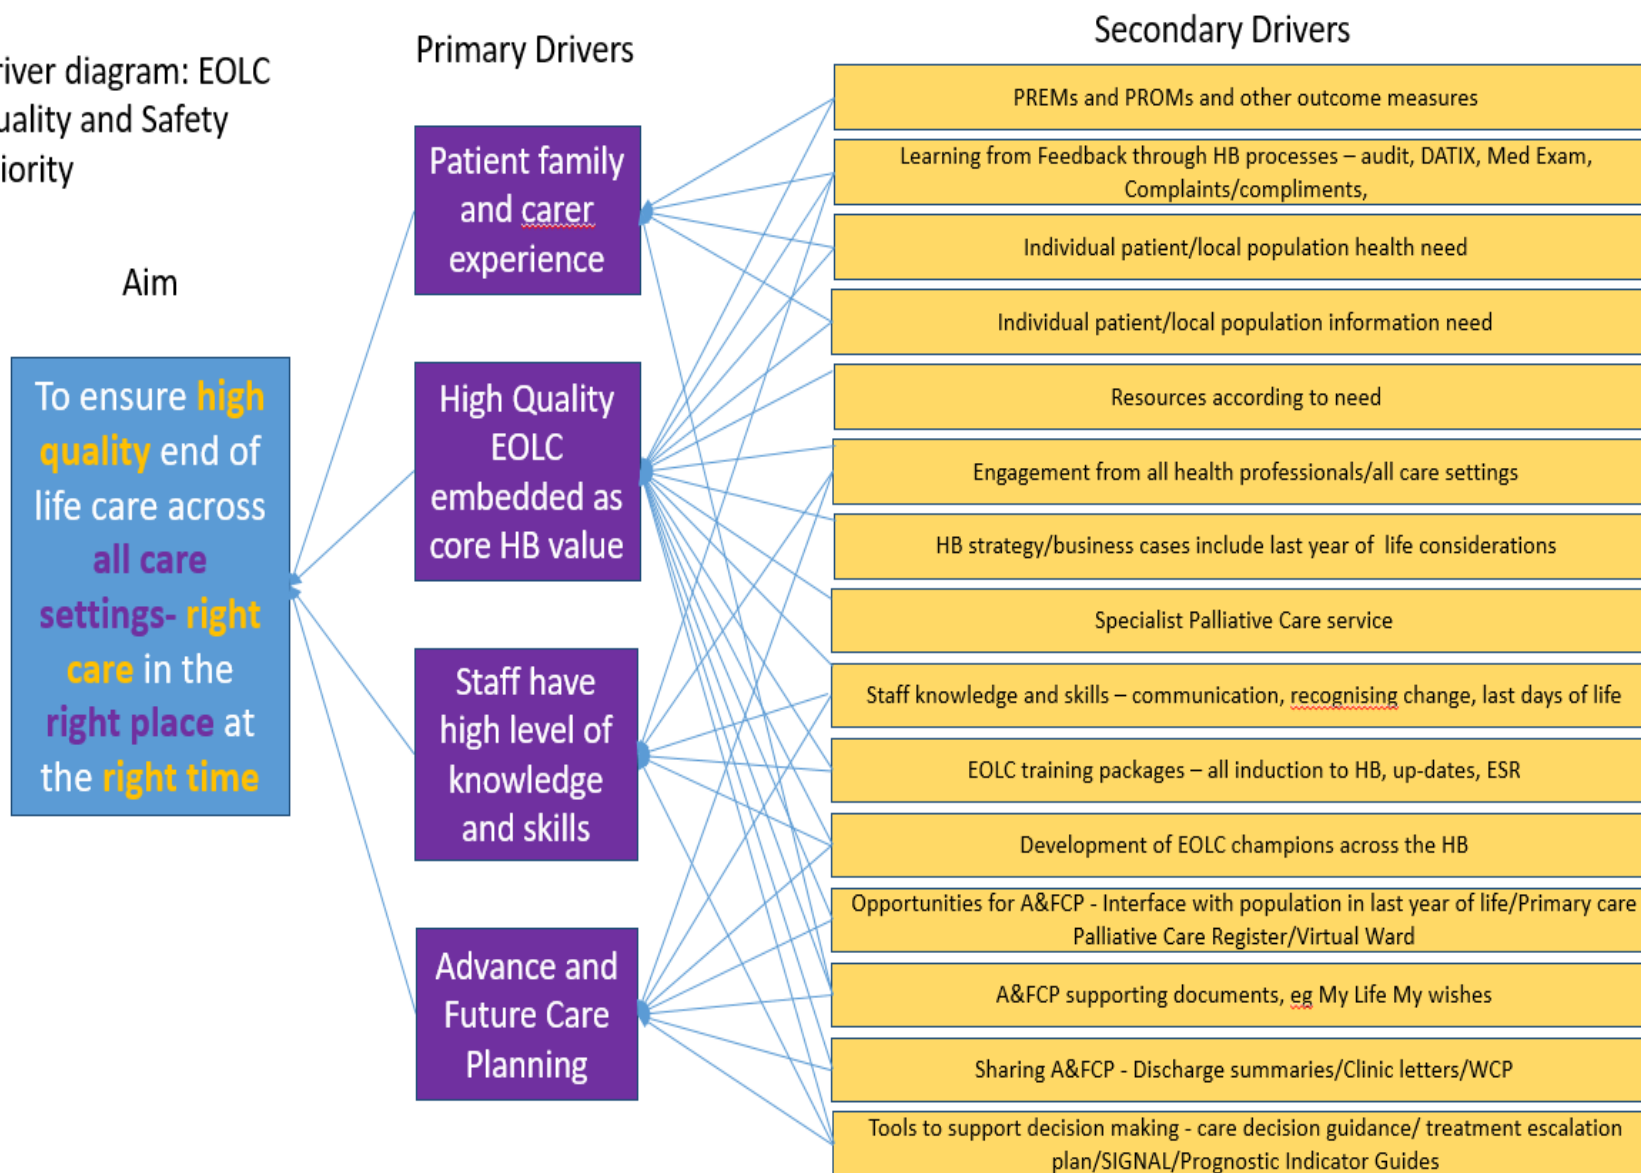 river diagram: EOLC
uality and Safety
iority
Aim
To ensure high
quality end of
life care across
all care
settings- right
care in the
right place at
the right time
Primary Drivers
Patient family
and carer
experience
High Quality
EOLC
embedded as
core HB value
Staff have
high level of
knowledge
and skills
Advance and
Future Care
Planning
Secondary Drivers
PREMs and PROMs and other outcome measures
Learning from Feedback through HB processes – audit, DATIX, Med Exam,
Complaints/compliments,
Individual patient/local population health need
Individual patient/local population information need
Resources according to need
Engagement from all health professionals/all care settings
HB strategy/business cases include last year of life considerations
Specialist Palliative Care service
Staff knowledge and skills – communication, recognising change, last days of life
EOLC training packages – all induction to HB, up-dates, ESR
Development of EOLC champions across the HB
Opportunities for A&FCP - Interface with population in last year of life/Primary care
Palliative Care Register/Virtual Ward
A&FCP supporting documents, eg My Life My wishes
Sharing A&FCP - Discharge summaries/Clinic letters/WCP
Tools to support decision making - care decision guidance/ treatment escalation
plan/SIGNAL/Prognostic Indicator Guides